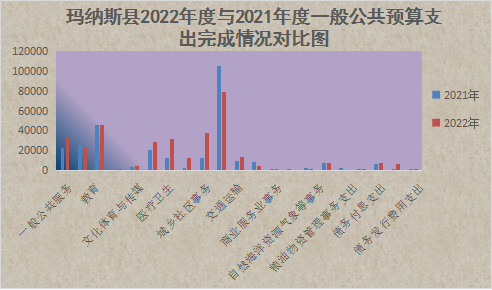 玛纳斯县2022年度与2021年度一般公共预算支
出完成情况对比图
120000
100000
80000
60000
40000
20000
0
2021年
2022年
一般公共服务
教育
文化体育与传媒
医疗卫生
城乡社区事务
交通运输
商业服务业事务
自然海洋资源气象等事务
粮油物资管理事务支出
债务付息支出
债务发行费用支出